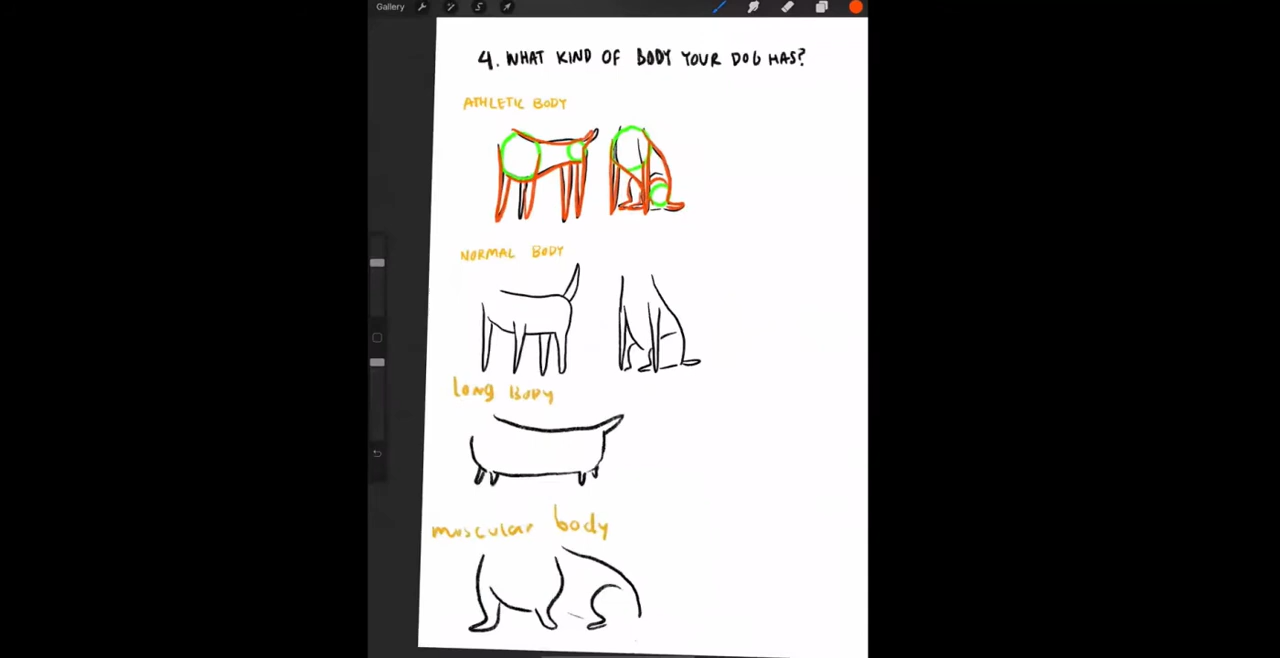 Gallery
4. WHAT KIND OF BODY YOUR DOG HAS?
ATHLETIC BODY
NORMAL BODY
Long BODY
muscular body